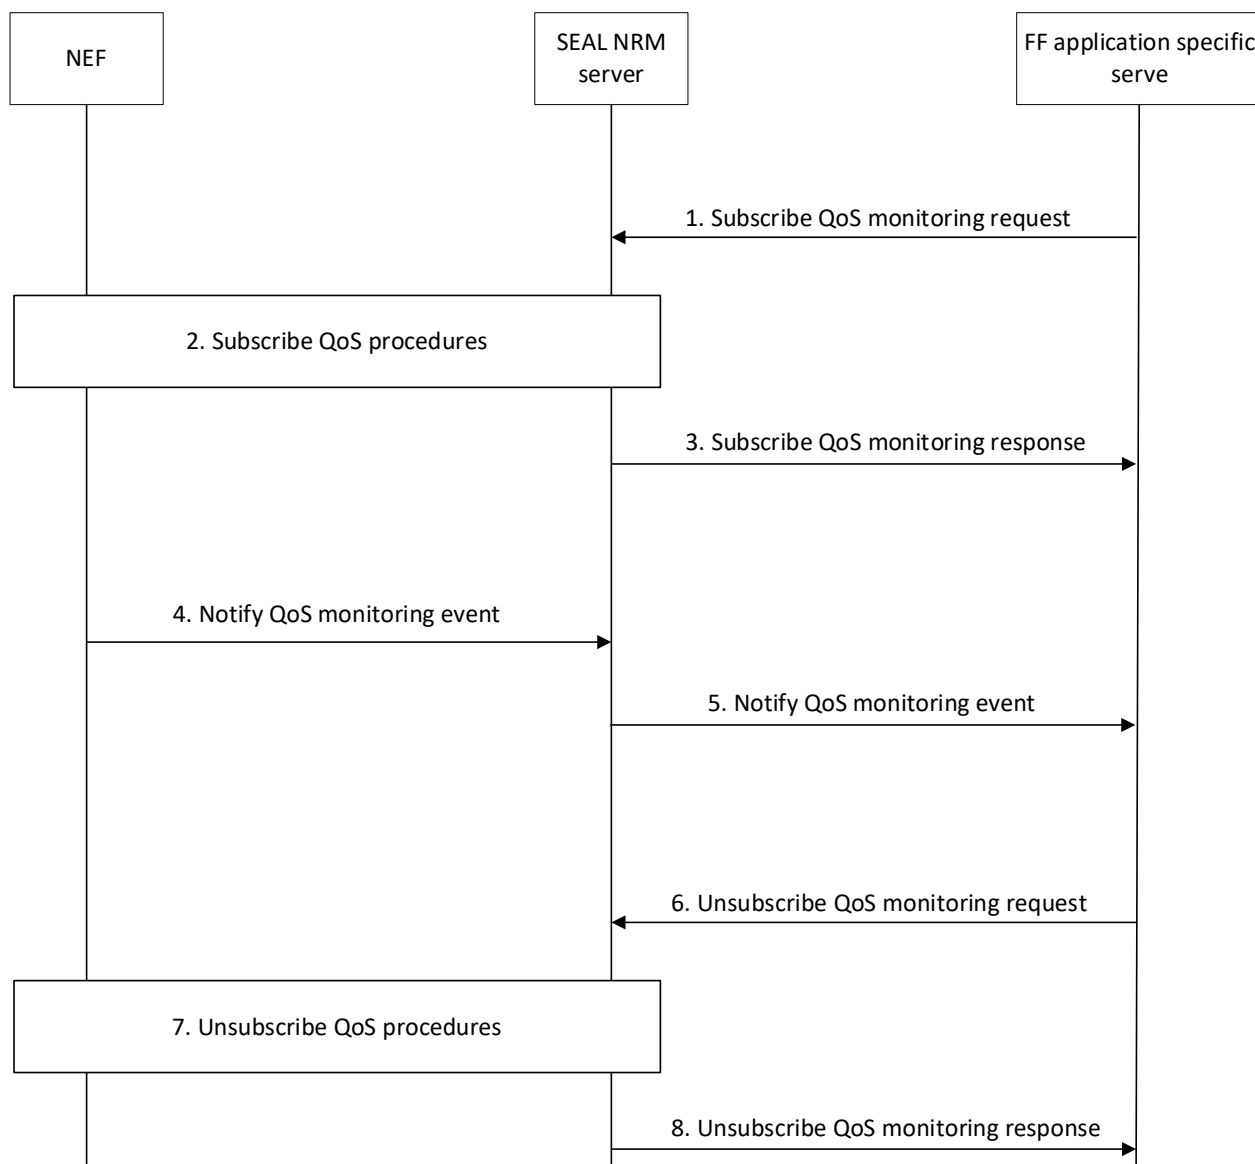 NEF
SEAL NRM
server
FF application specific
serve
1. Subscribe QoS monitoring request
2. Subscribe QoS procedures
3. Subscribe QoS monitoring response
4. Notify QoS monitoring event
5. Notify QoS monitoring event
6. Unsubscribe QoS monitoring request
7. Unsubscribe QoS procedures
8. Unsubscribe QoS monitoring response